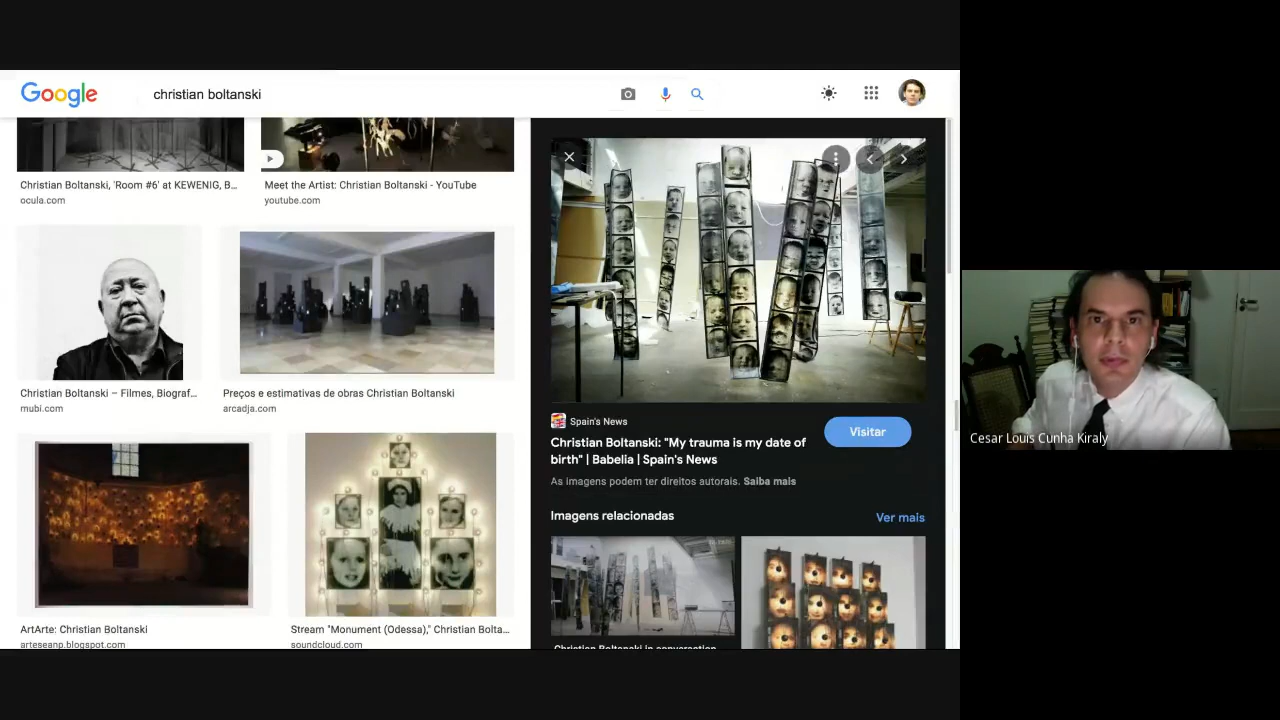 Google
christian boltanski
Christian Boltanski, 'Room #6' at KEWENIG, B...
ocula.com
Meet the Artist: Christian Boltanski - YouTube
youtube.com
Christian Boltanski – Filmes, Biograf...
mubi.com
Preços e estimativas de obras Christian Boltanski
arcadja.com
ArtArte: Christian Boltanski
arteseanp.blogspot.com
Stream "Monument (Odessa)," Christian Bolta...
soundcloud.com
Spain's News
Christian Boltanski: "My trauma is my date of
birth" | Babelia | Spain's News
Visitar
As imagens podem ter direitos autorais. Saiba mais
Imagens relacionadas
Ver mais
Christian Boltanski in conversation
Cesar Louis Cunha Kiraly